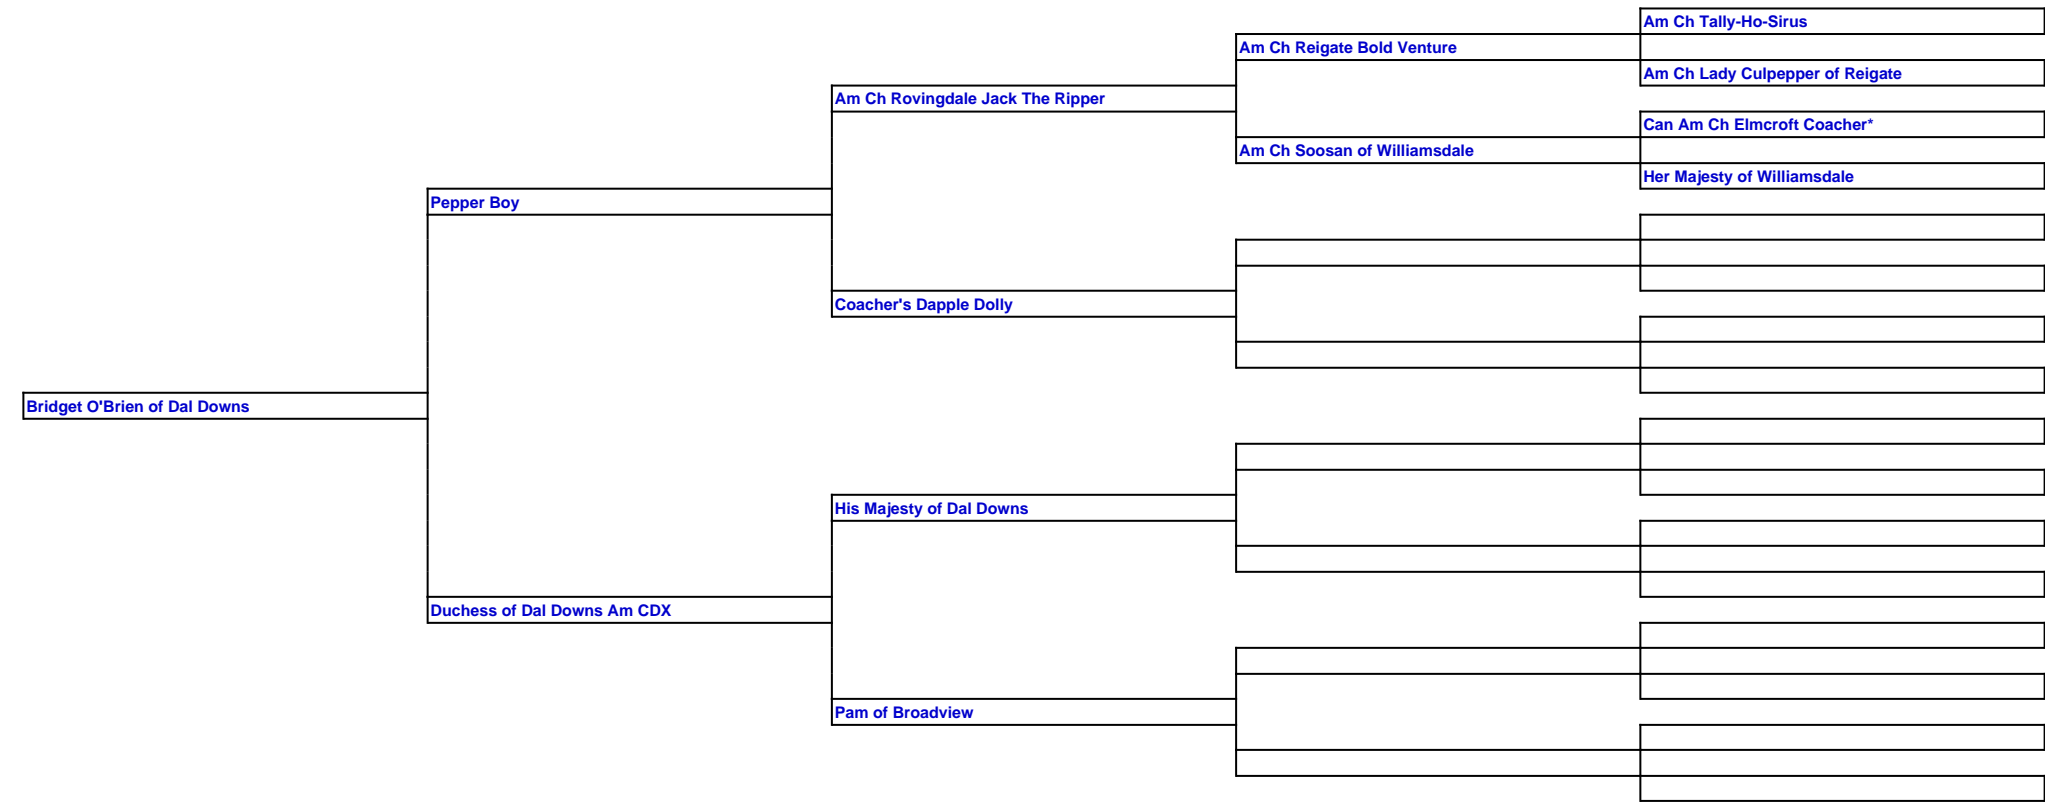 Am Ch Tally-Ho-Sirus
Am Ch Reigate Bold Venture
Am Ch Lady Culpepper of Reigate
Am Ch Rovingdale Jack The Ripper
Can Am Ch Elmcroft Coacher*
Am Ch Soosan of Williamsdale
Her Majesty of Williamsdale
Pepper Boy
Coacher's Dapple Dolly
Bridget O'Brien of Dal Downs
His Majesty of Dal Downs
Duchess of Dal Downs Am CDX
Pam of Broadview